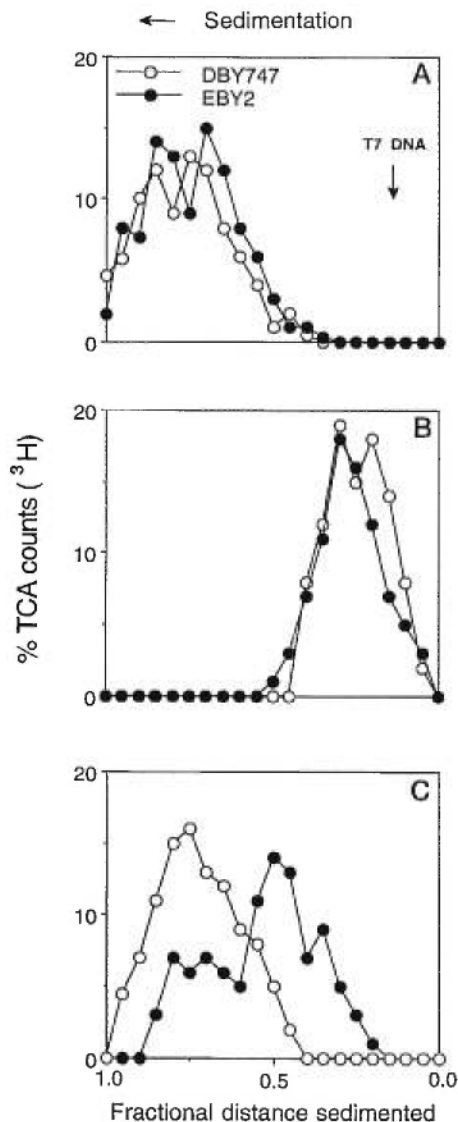 ← Sedimentation
20
DBY747
EBY2
A
T7 DNA
10
0
20
B
10
0
% TCA counts ( ³H)
20
C
10
0
1.0
0.5
0.0
Fractional distance sedimented